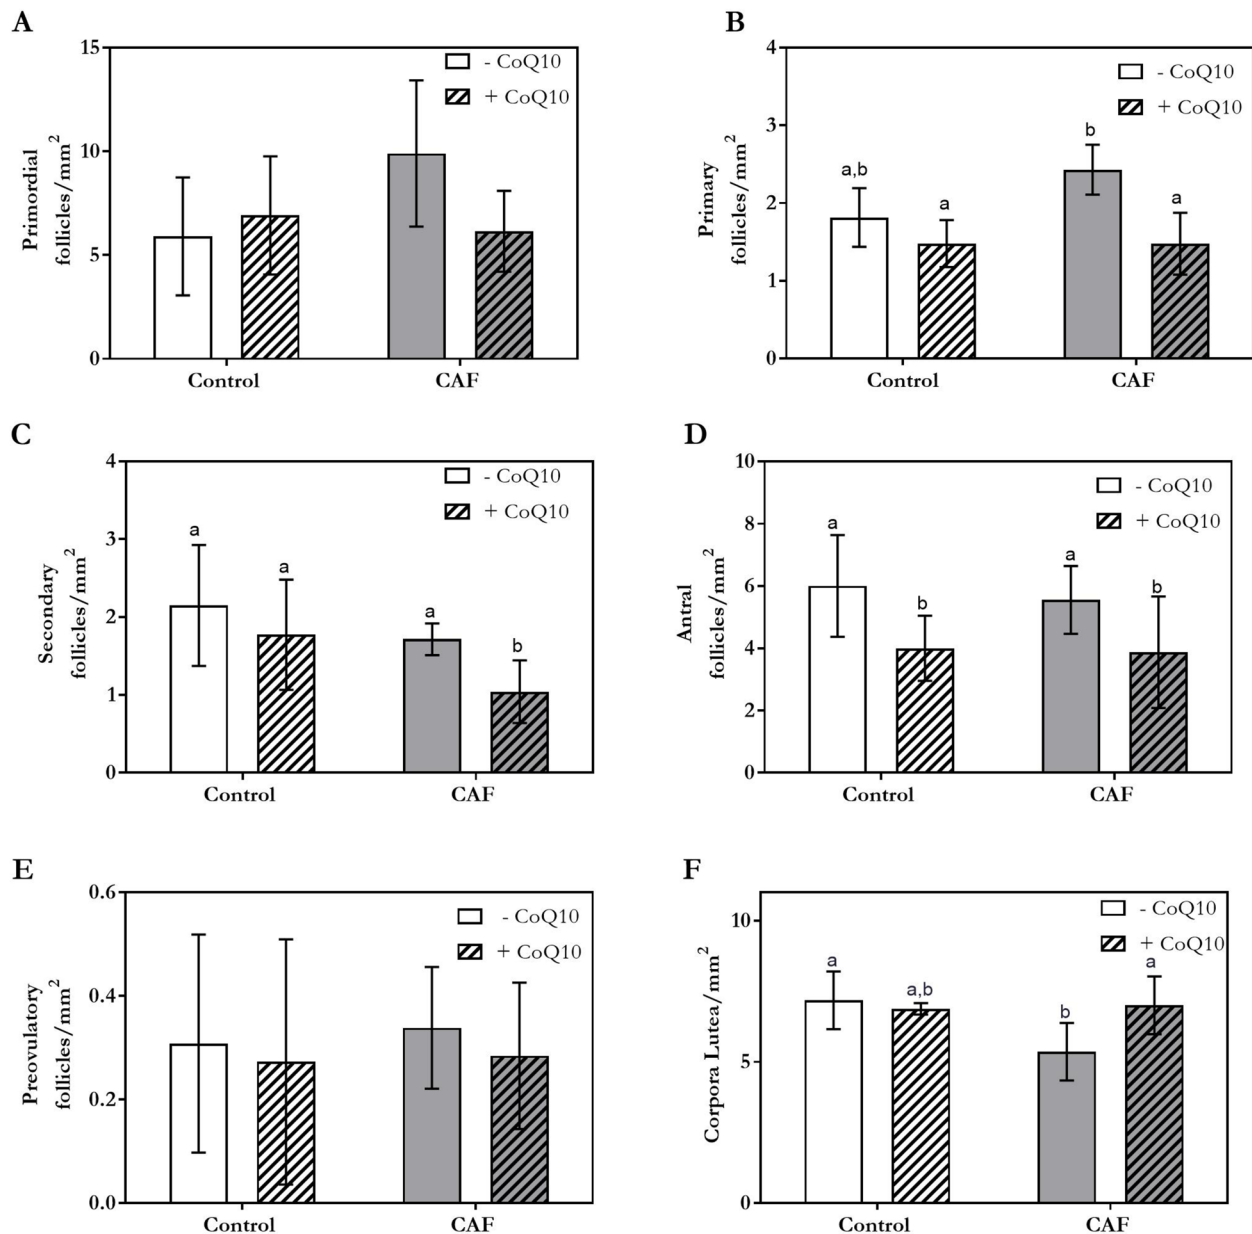 A
Primordial
follicles/mm²
15
10
5
0
- CoQ10
+ CoQ10
Control
CAF
B
Primary
follicles/mm²
4
3
2
1
0
- CoQ10
+ CoQ10
a,b
a
b
a
Control
CAF
C
Secondary
follicles/mm²
4
3
2
1
0
- CoQ10
+ CoQ10
a
a
a
b
Control
CAF
D
Antral
follicles/mm²
10
8
6
4
2
0
- CoQ10
+ CoQ10
a
b
a
b
Control
CAF
E
Preovulatory
follicles/mm²
0.6
0.4
0.2
0.0
- CoQ10
+ CoQ10
Control
CAF
F
Corpora Lutea/mm²
10
5
0
- CoQ10
+ CoQ10
a
a,b
b
a
Control
CAF